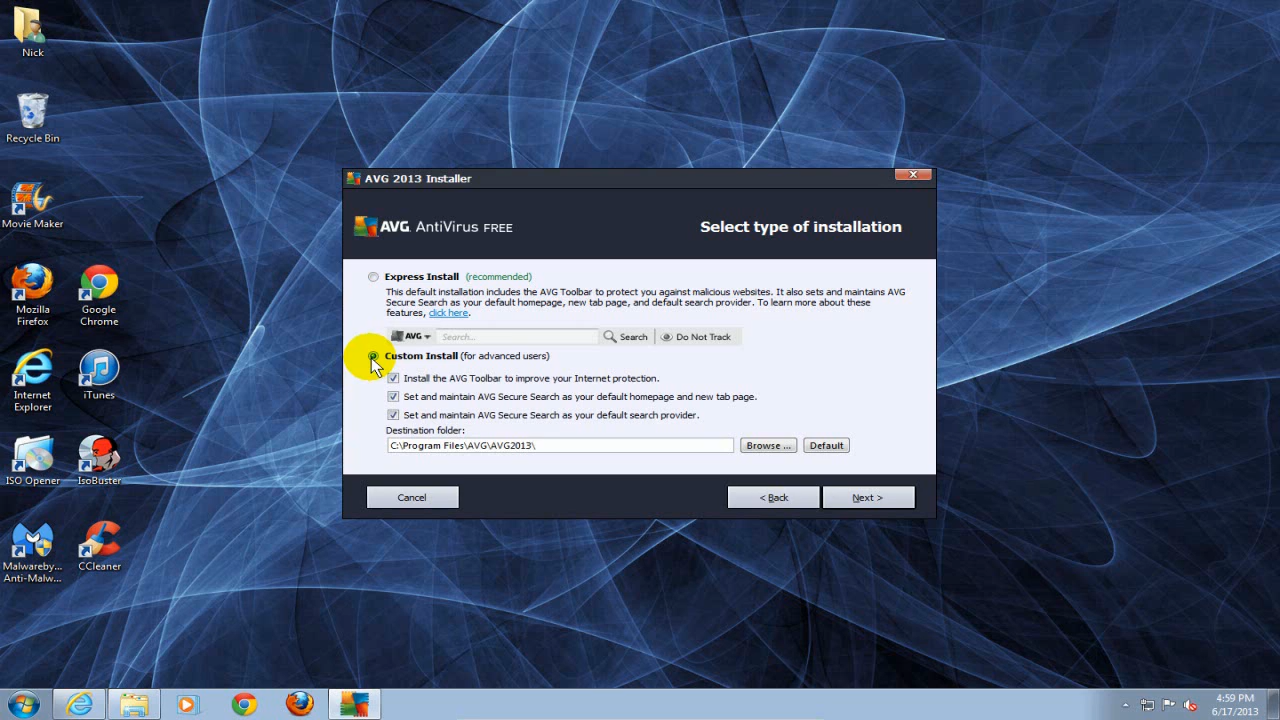 Nick
Recycle Bin
Movie Maker
Mozilla
Firefox
Google
Chrome
Internet
Explorer
iTunes
ISO Opener
IsoBuster
Malwareby...
Anti-Malw...
CCleaner
AVG 2013 Installer
AVG. AntiVirus FREE
Select type of installation
Express Install (recommended)
This default installation includes the AVG Toolbar to protect you against malicious websites. It also sets and maintains AVG
Secure Search as your default homepage, new tab page, and default search provider. To learn more about these
features, click here.
AVG Search... Search Do Not Track
Custom Install (for advanced users)
Install the AVG Toolbar to improve your Internet protection.
Set and maintain AVG Secure Search as your default homepage and new tab page.
Set and maintain AVG Secure Search as your default search provider.
Destination folder:
C:\Program Files\AVG\AVG2013\ Browse ... Default
Cancel < Back Next >
4:59 PM
6/17/2013